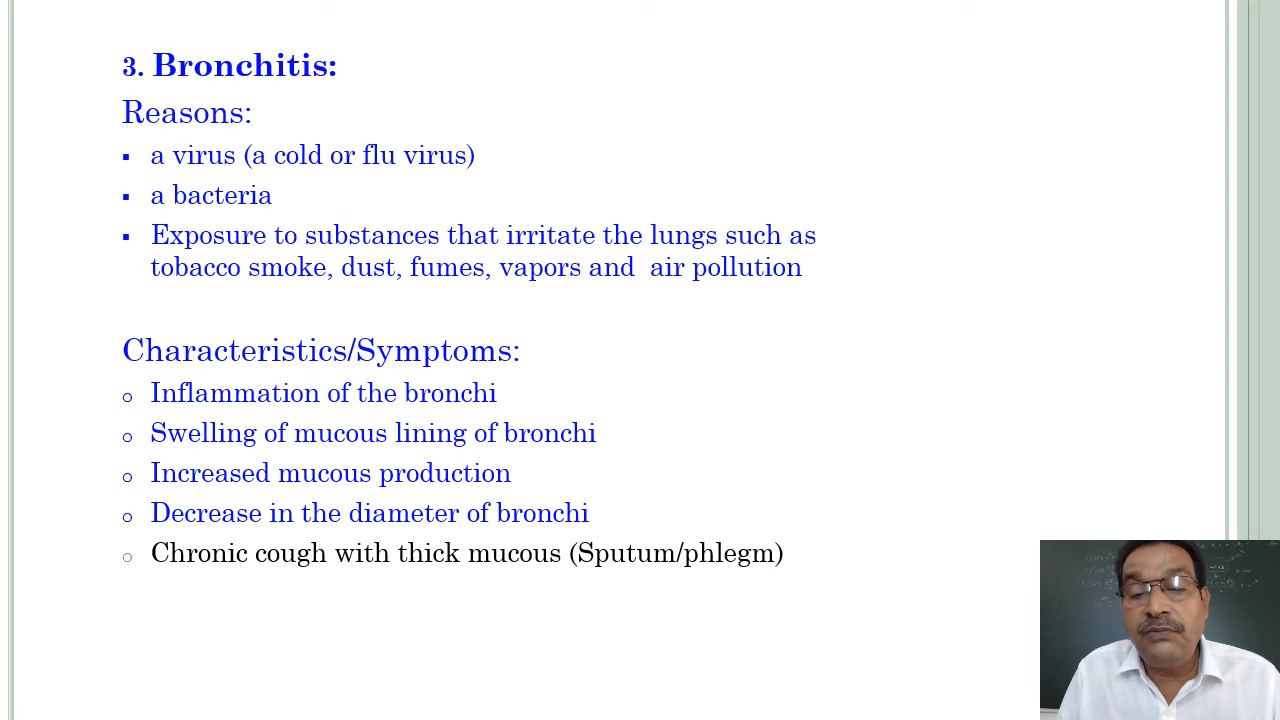 3. Bronchitis:
Reasons:
▪ a virus (a cold or flu virus)
▪ a bacteria
▪ Exposure to substances that irritate the lungs such as
tobacco smoke, dust, fumes, vapors and air pollution
Characteristics/Symptoms:
o Inflammation of the bronchi
o Swelling of mucous lining of bronchi
o Increased mucous production
o Decrease in the diameter of bronchi
o Chronic cough with thick mucous (Sputum/phlegm)